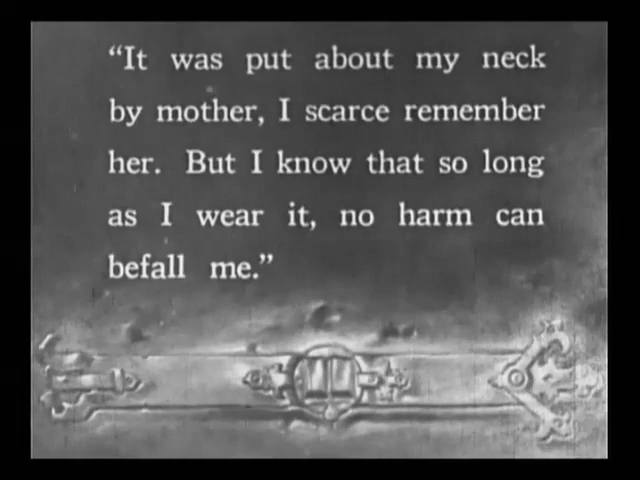 “It was put about my neck
by mother, I scarce remember
her. But I know that so long
as I wear it, no harm can
befall me.”